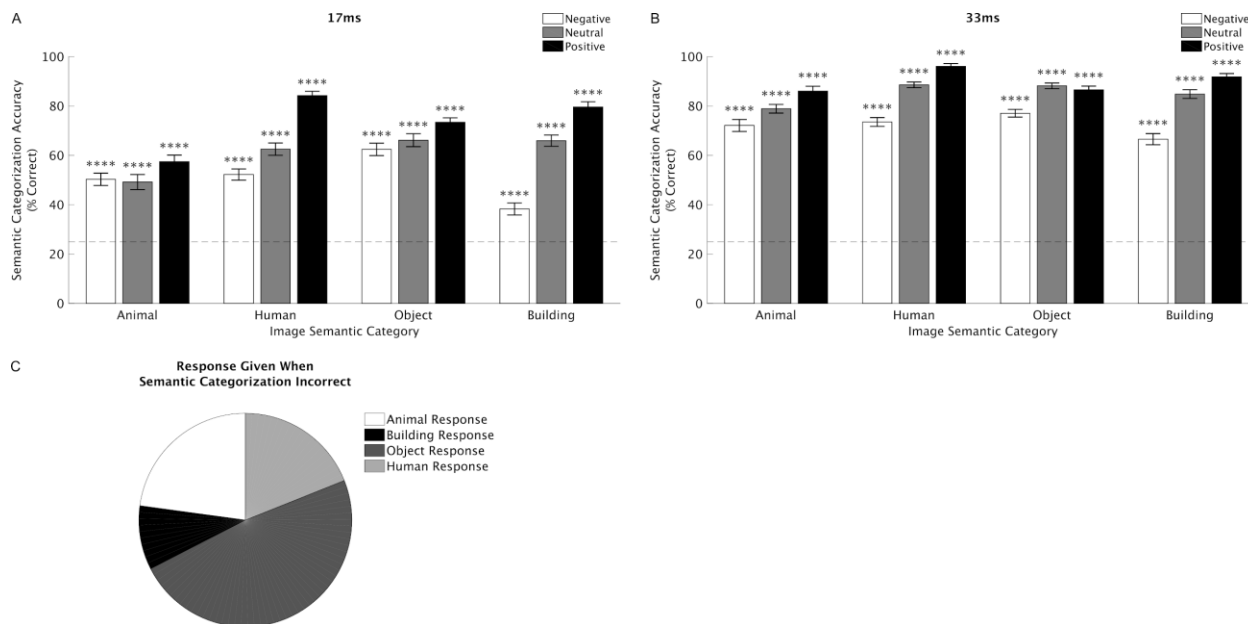 A
17ms
Negative
Neutral
Positive
Semantic Categorization Accuracy
(% Correct)
100
80
60
40
20
0
****
****
****
****
****
****
****
****
****
****
****
****
Animal
Human
Object
Building
Image Semantic Category
B
33ms
Negative
Neutral
Positive
Semantic Categorization Accuracy
(% Correct)
100
80
60
40
20
0
****
****
****
****
****
****
****
****
****
****
****
****
Animal
Human
Object
Building
Image Semantic Category
C
Response Given When
Semantic Categorization Incorrect
Animal Response
Building Response
Object Response
Human Response